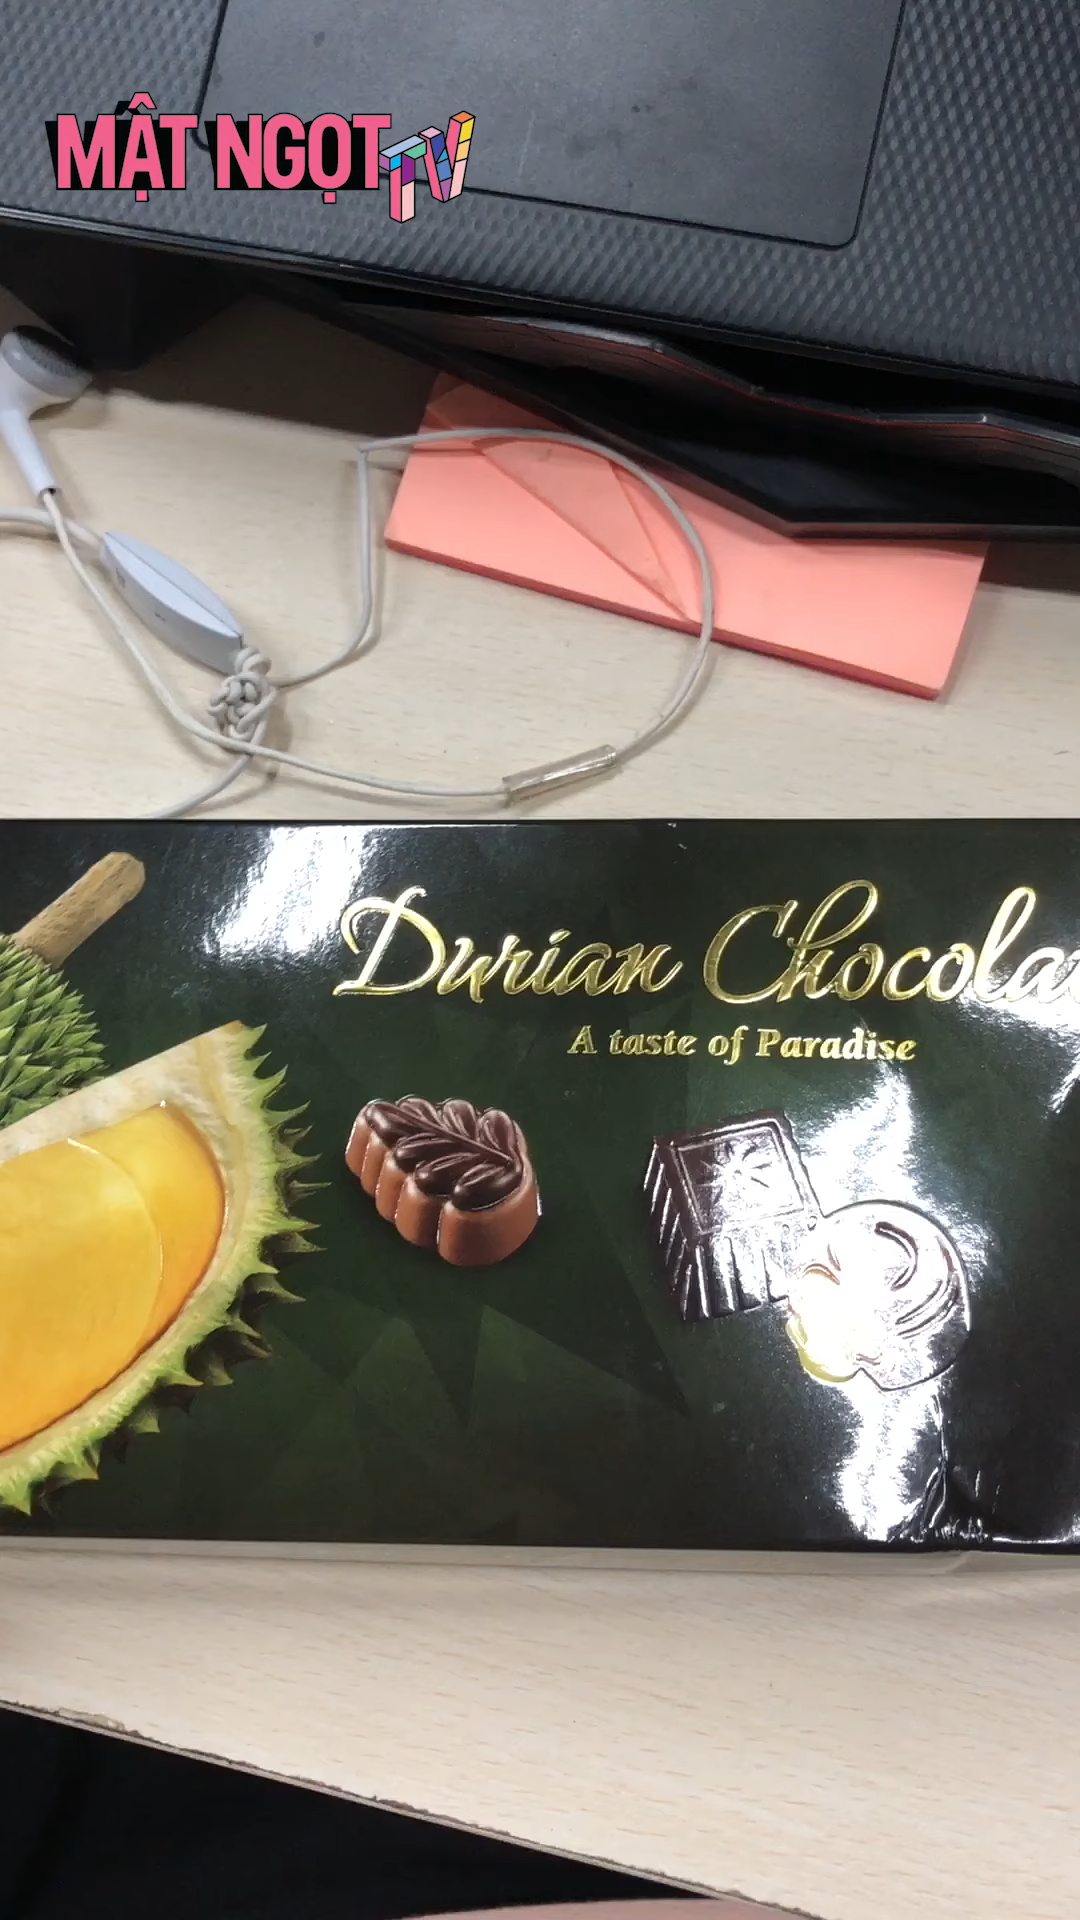 MẬT NGỌT TV
Durian Chocola
A taste of Paradise